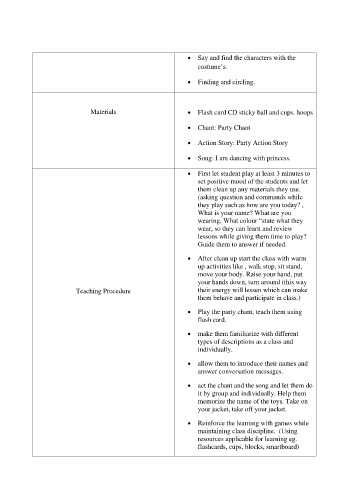 • Say and find the characters with the
costume's.
• Finding and circling.
Materials
• Flash card CD sticky ball and cups. hoops
• Chant: Party Chant
• Action Story: Party Action Story
• Song: I am dancing with princess.
Teaching Procedure
• First let student play at least 3 minutes to
set positive mood of the students and let
them clean up any materials they use.
(asking question and commands while
they play such as how are you today? ,
What is your name? What are you
wearing, What colour “state what they
wear, so they can learn and review
lessons while giving them time to play?
Guide them to answer if needed.
• After clean up start the class with warm
up activities like , walk stop, sit stand,
move your body. Raise your hand, put
your hands down, turn around (this way
their energy will lessen which can make
them behave and participate in class.)
• Play the party chant, teach them using
flash card.
• make them familiarize with different
types of descriptions as a class and
individually.
• allow them to introduce their names and
answer conversation messages.
• act the chant and the song and let them do
it by group and individually. Help them
memorize the name of the toys. Take on
your jacket, take off your jacket.
• Reinforce the learning with games while
maintaining class discipline. (Using
resources applicable for learning eg.
flashcards, cups, blocks, smartboard)